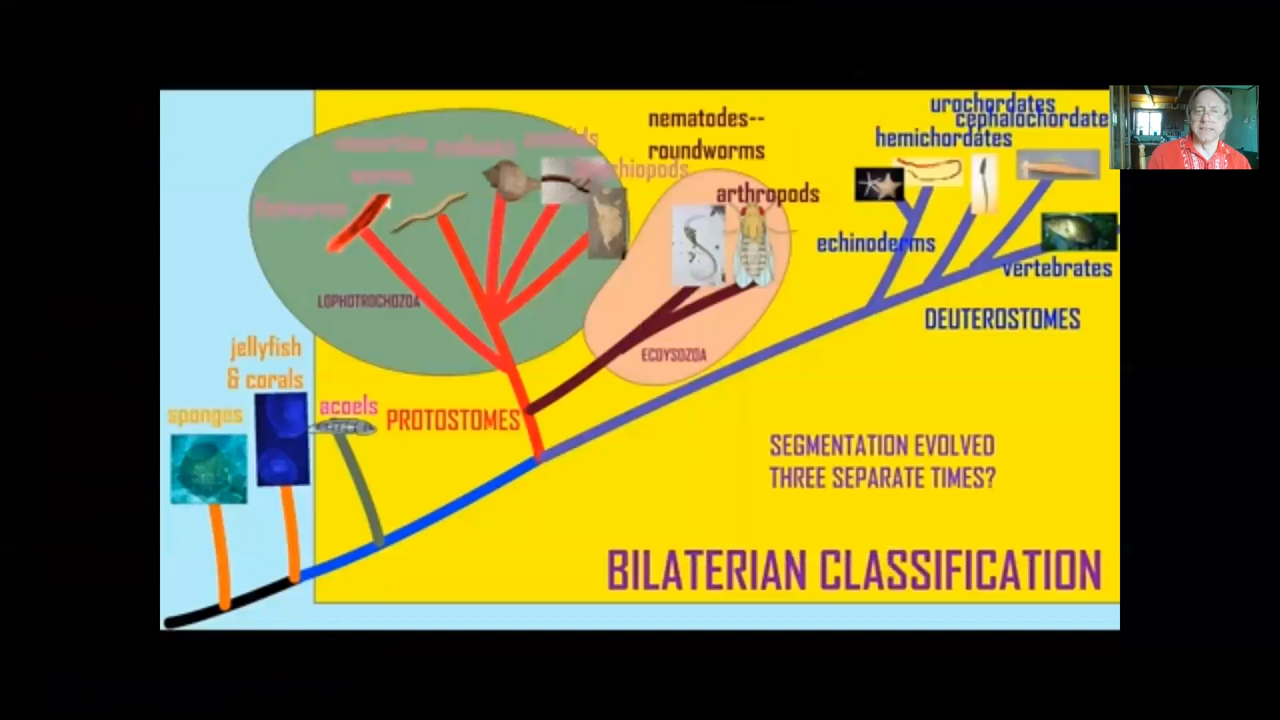 urochordates
cephalochordate
hemichordates
nematodes--
roundworms
worms
arthropods
echinoderms
vertebrates
LOPHOTROCHOZOA
DEUTEROSTOMES
jellyfish
& corals
ECDYSOZOA
sponges
acoels
PROTOSTOMES
SEGMENTATION EVOLVED
THREE SEPARATE TIMES?
BILATERIAN CLASSIFICATION